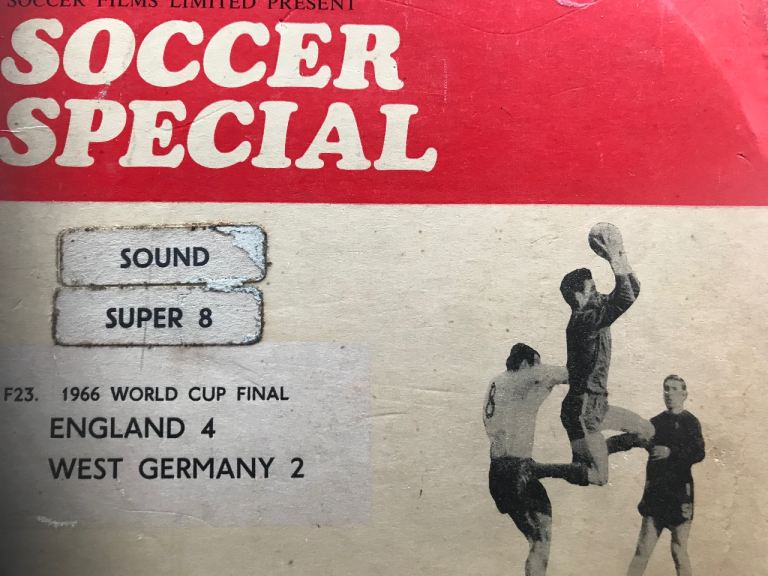 SOCCER FILMS LIMITED PRESENT
SOCCER
SPECIAL
SOUND
SUPER 8
F23. 1966 WORLD CUP FINAL
ENGLAND 4
WEST GERMANY 2
8